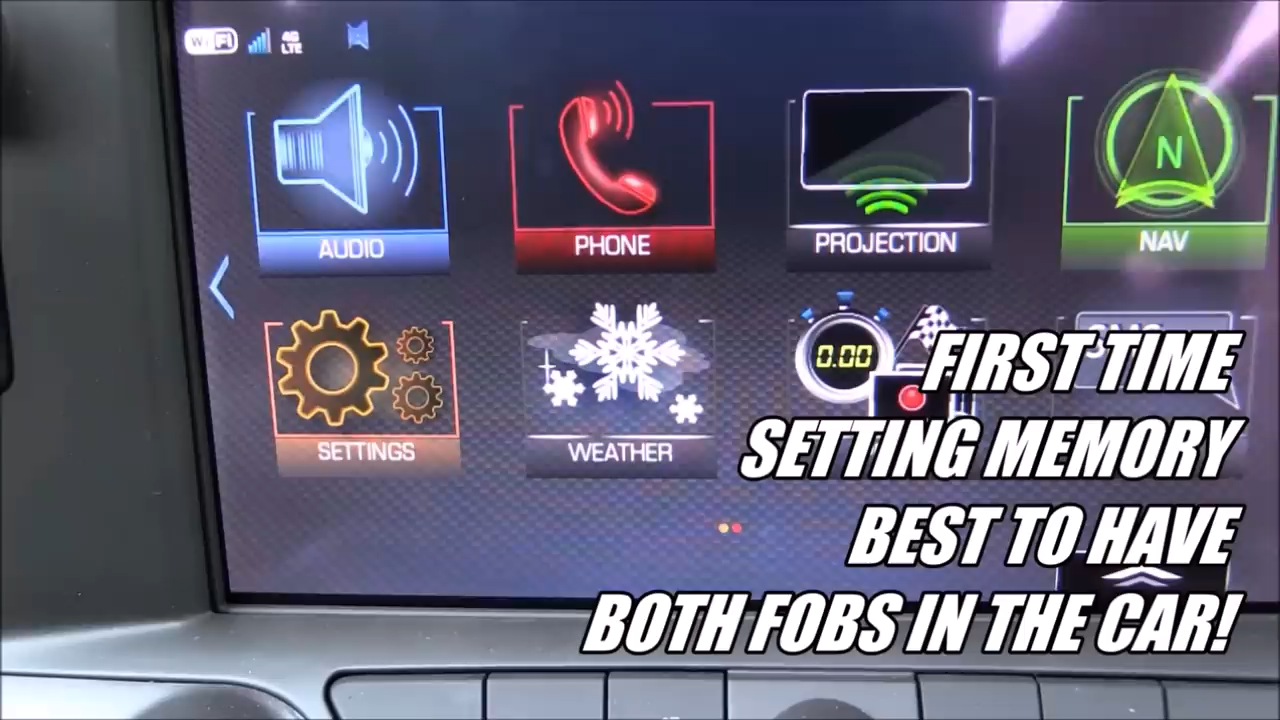 WiFi
4G
LTE
AUDIO
PHONE
PROJECTION
N
NAV
SETTINGS
WEATHER
0.00
SMS
FIRST TIME
SETTING MEMORY
BEST TO HAVE
BOTH FOBS IN THE CAR!